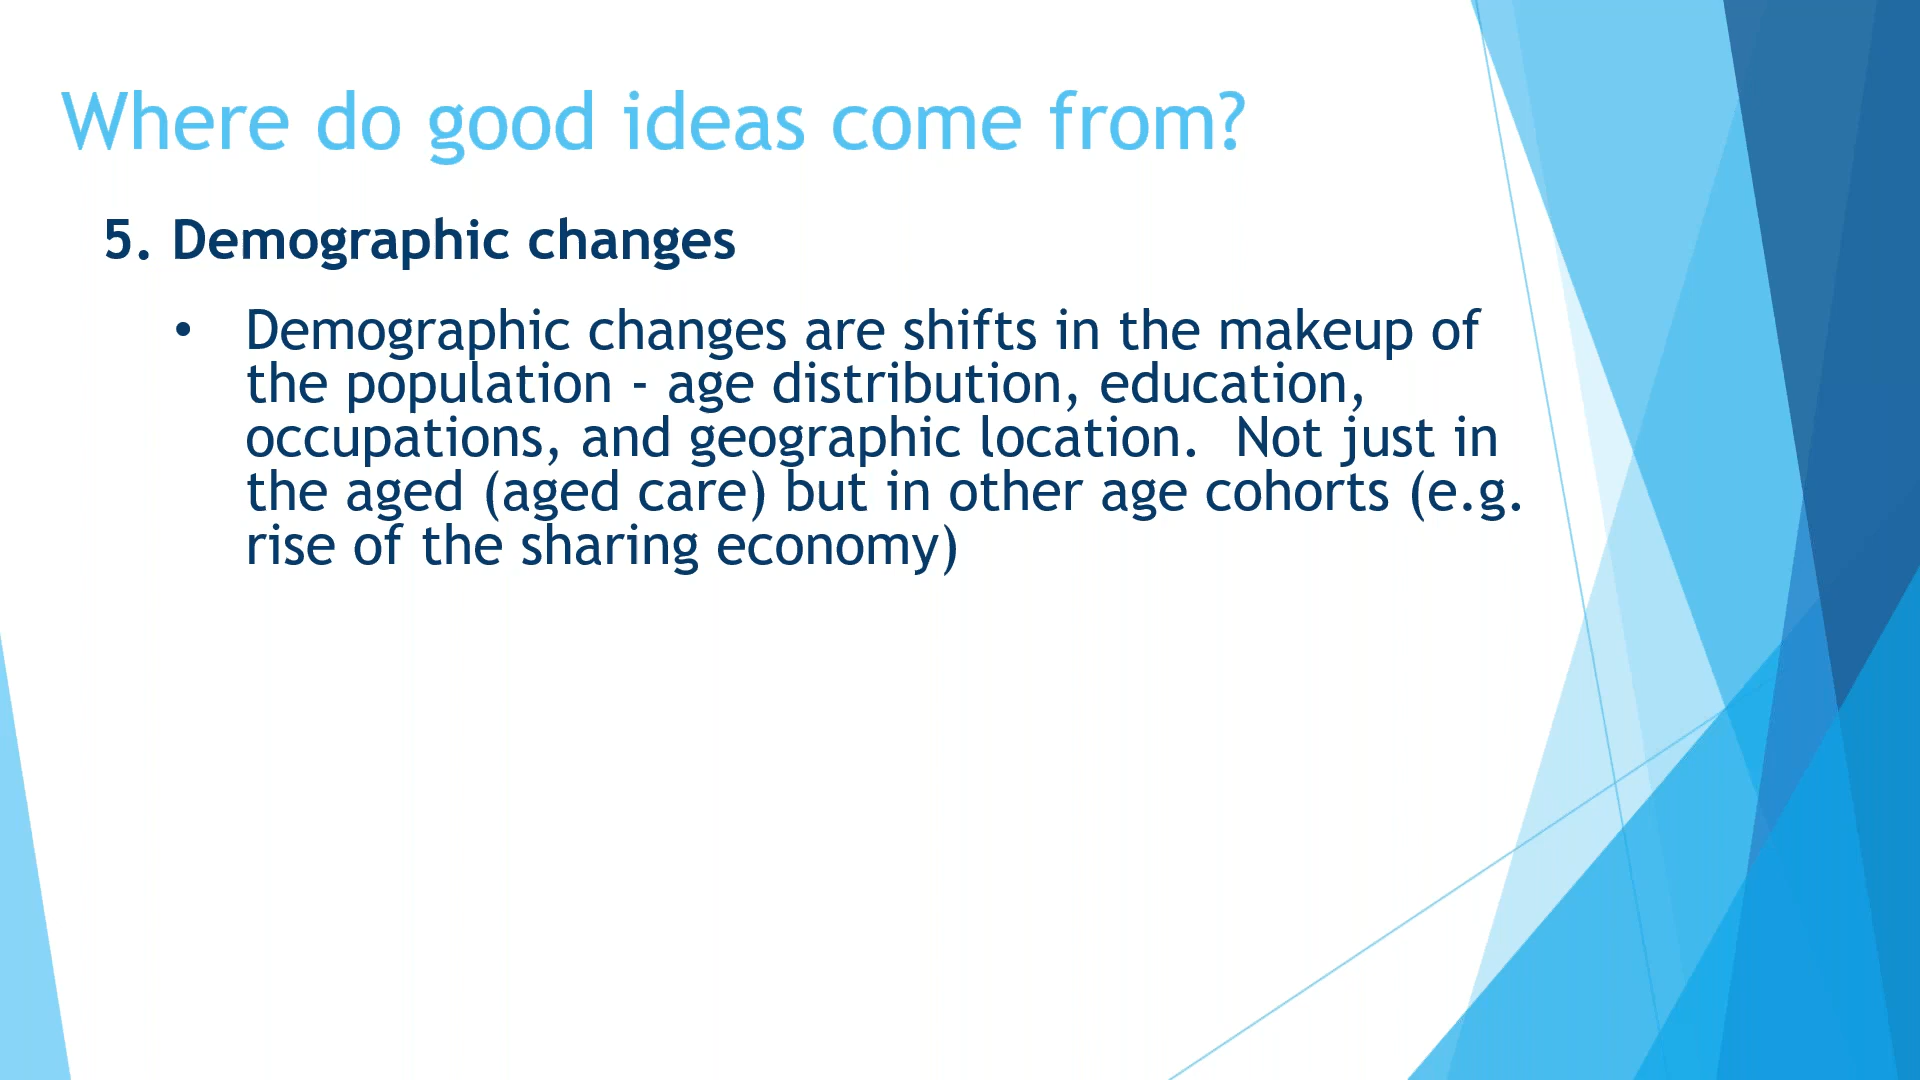 Where do good ideas come from?
5. Demographic changes
• Demographic changes are shifts in the makeup of
the population - age distribution, education,
occupations, and geographic location.  Not just in
the aged (aged care) but in other age cohorts (e.g.
rise of the sharing economy)